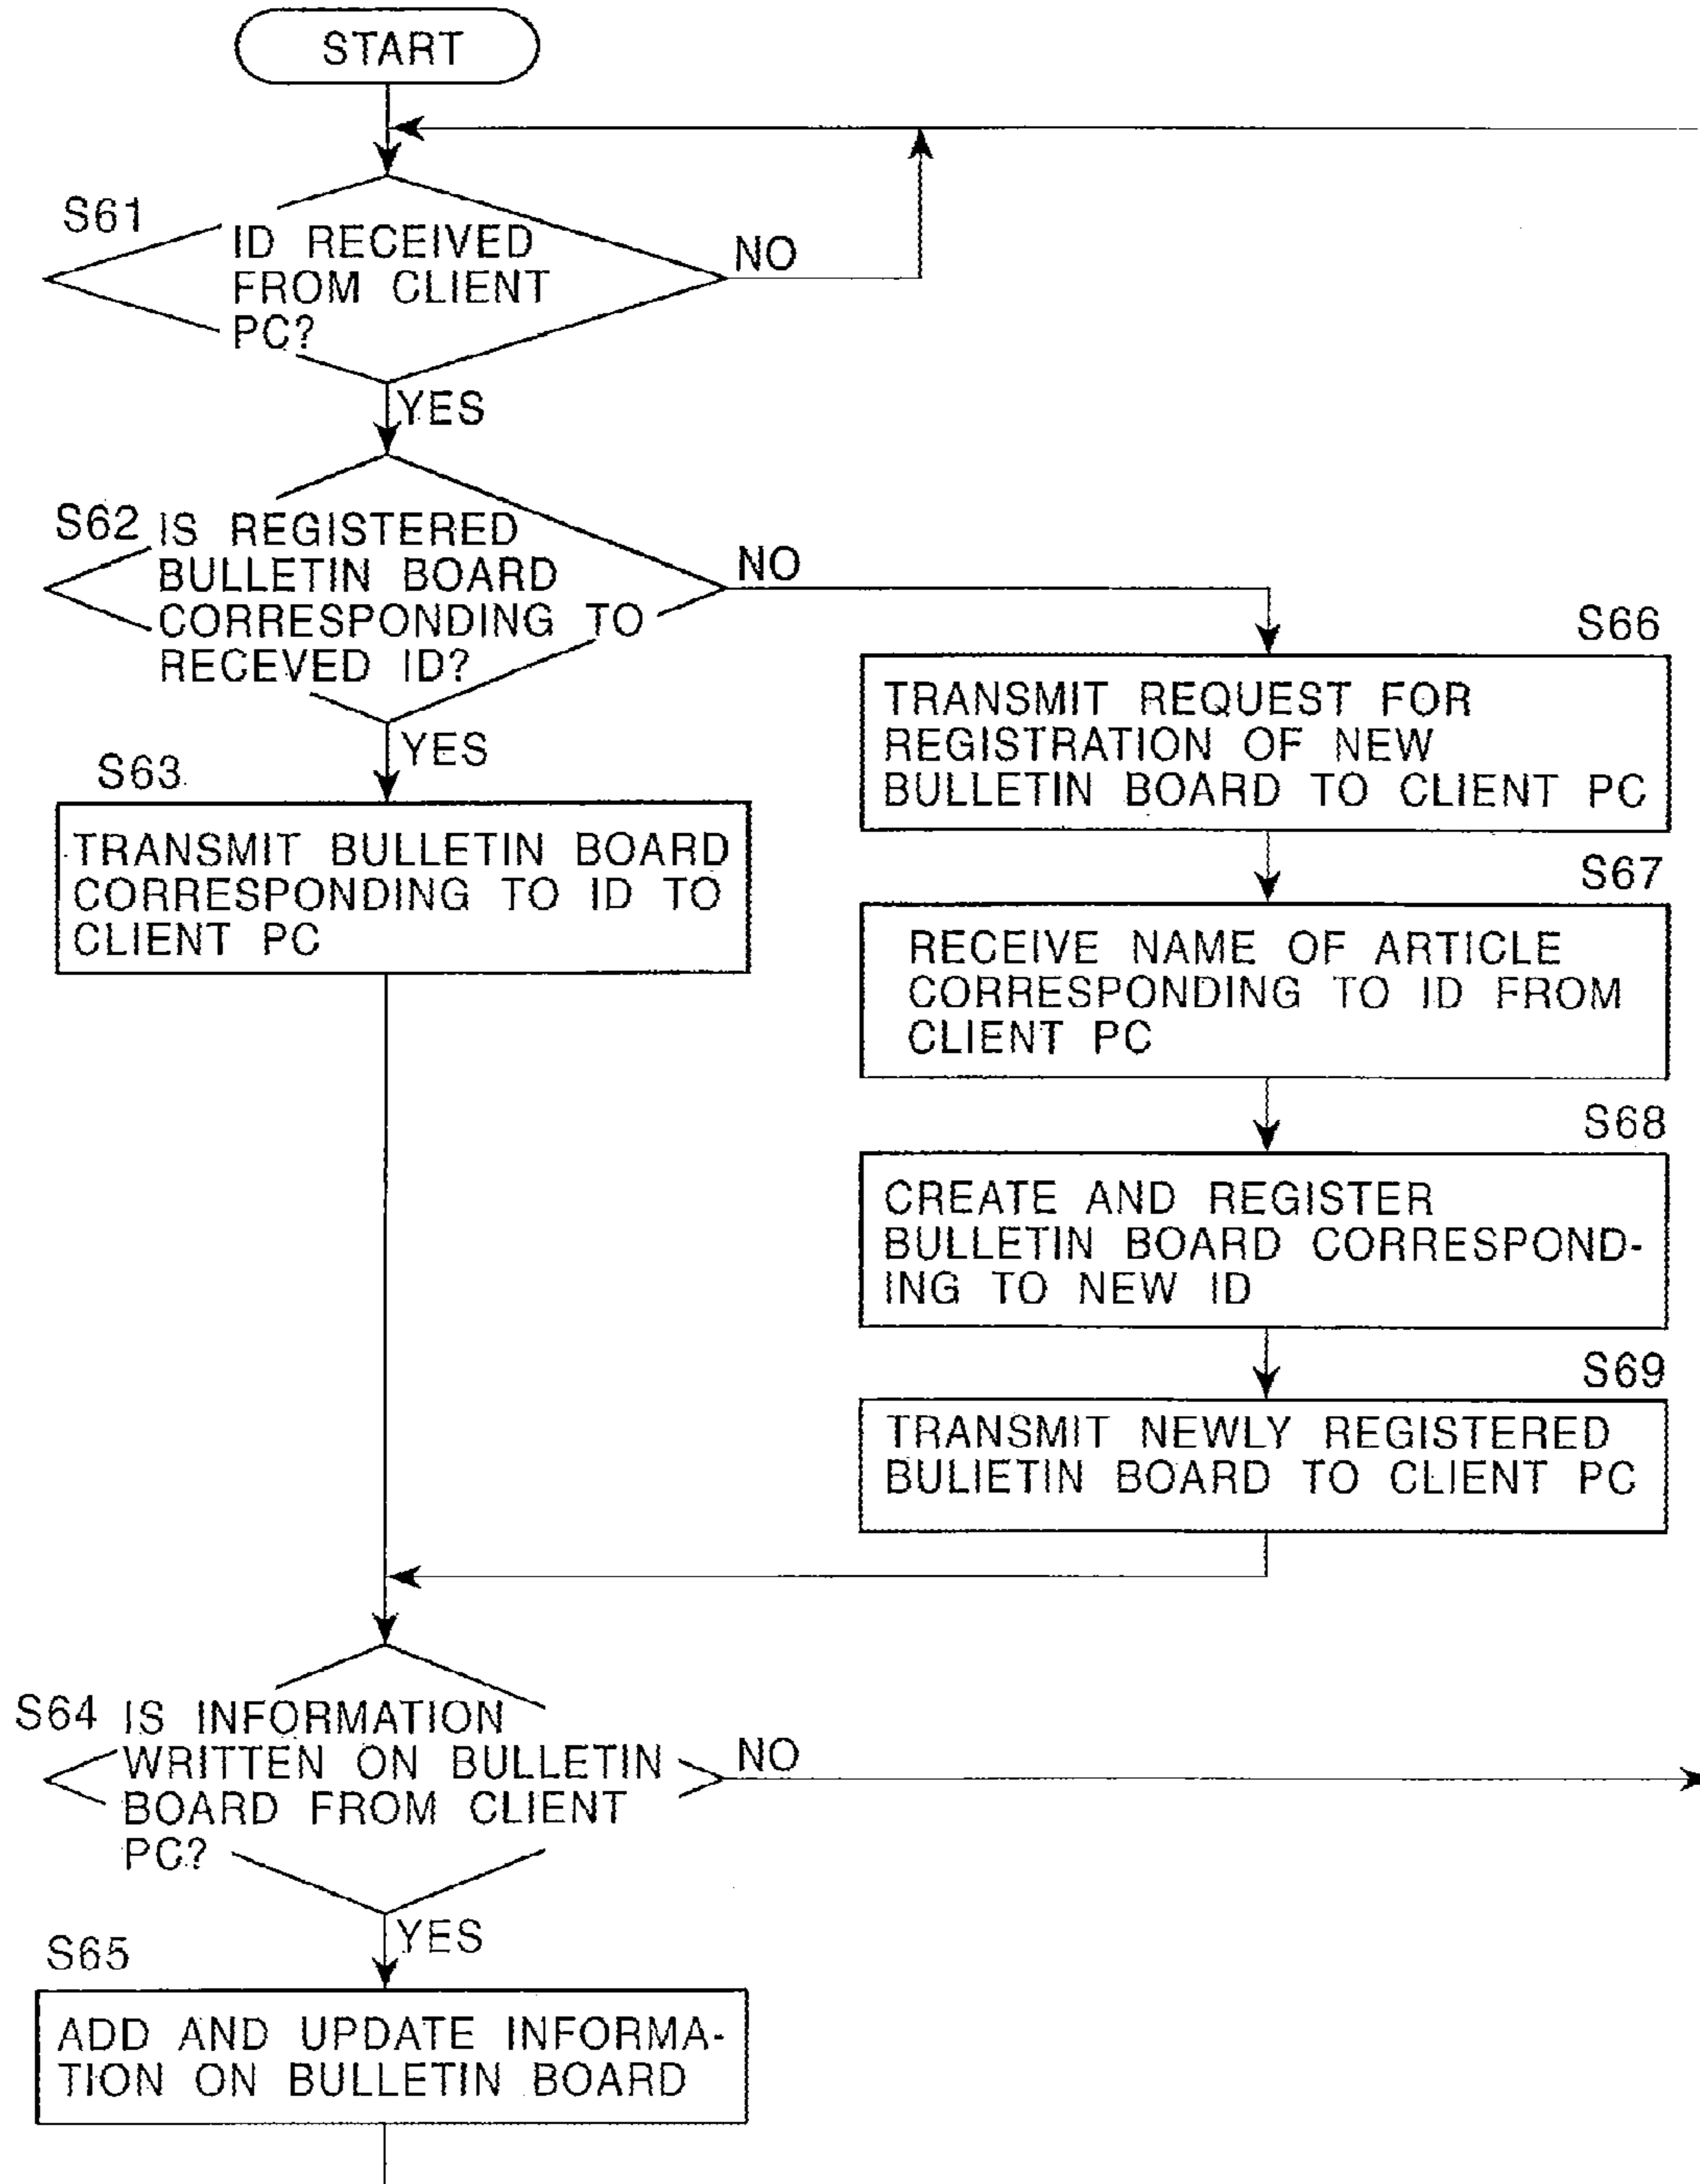 START
S61
ID RECEIVED
FROM CLIENT
PC?
NO
YES
S62
IS REGISTERED
BULLETIN BOARD
CORRESPONDING TO
RECEVED ID?
NO
YES
S63
TRANSMIT BULLETIN BOARD
CORRESPONDING TO ID TO
CLIENT PC
S66
TRANSMIT REQUEST FOR
REGISTRATION OF NEW
BULLETIN BOARD TO CLIENT PC
S67
RECEIVE NAME OF ARTICLE
CORRESPONDING TO ID FROM
CLIENT PC
S68
CREATE AND REGISTER
BULLETIN BOARD CORRESPOND-
ING TO NEW ID
S69
TRANSMIT NEWLY REGISTERED
BULIETIN BOARD TO CLIENT PC
S64
IS INFORMATION
WRITTEN ON BULLETIN
BOARD FROM CLIENT
PC?
NO
YES
S65
ADD AND UPDATE INFORMA-
TION ON BULLETIN BOARD